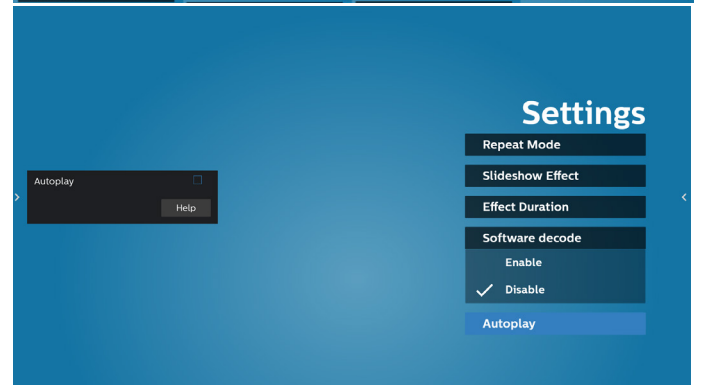 Settings
Repeat Mode
Slideshow Effect
Autoplay
Help
Effect Duration
Software decode
Enable
Disable
Autoplay